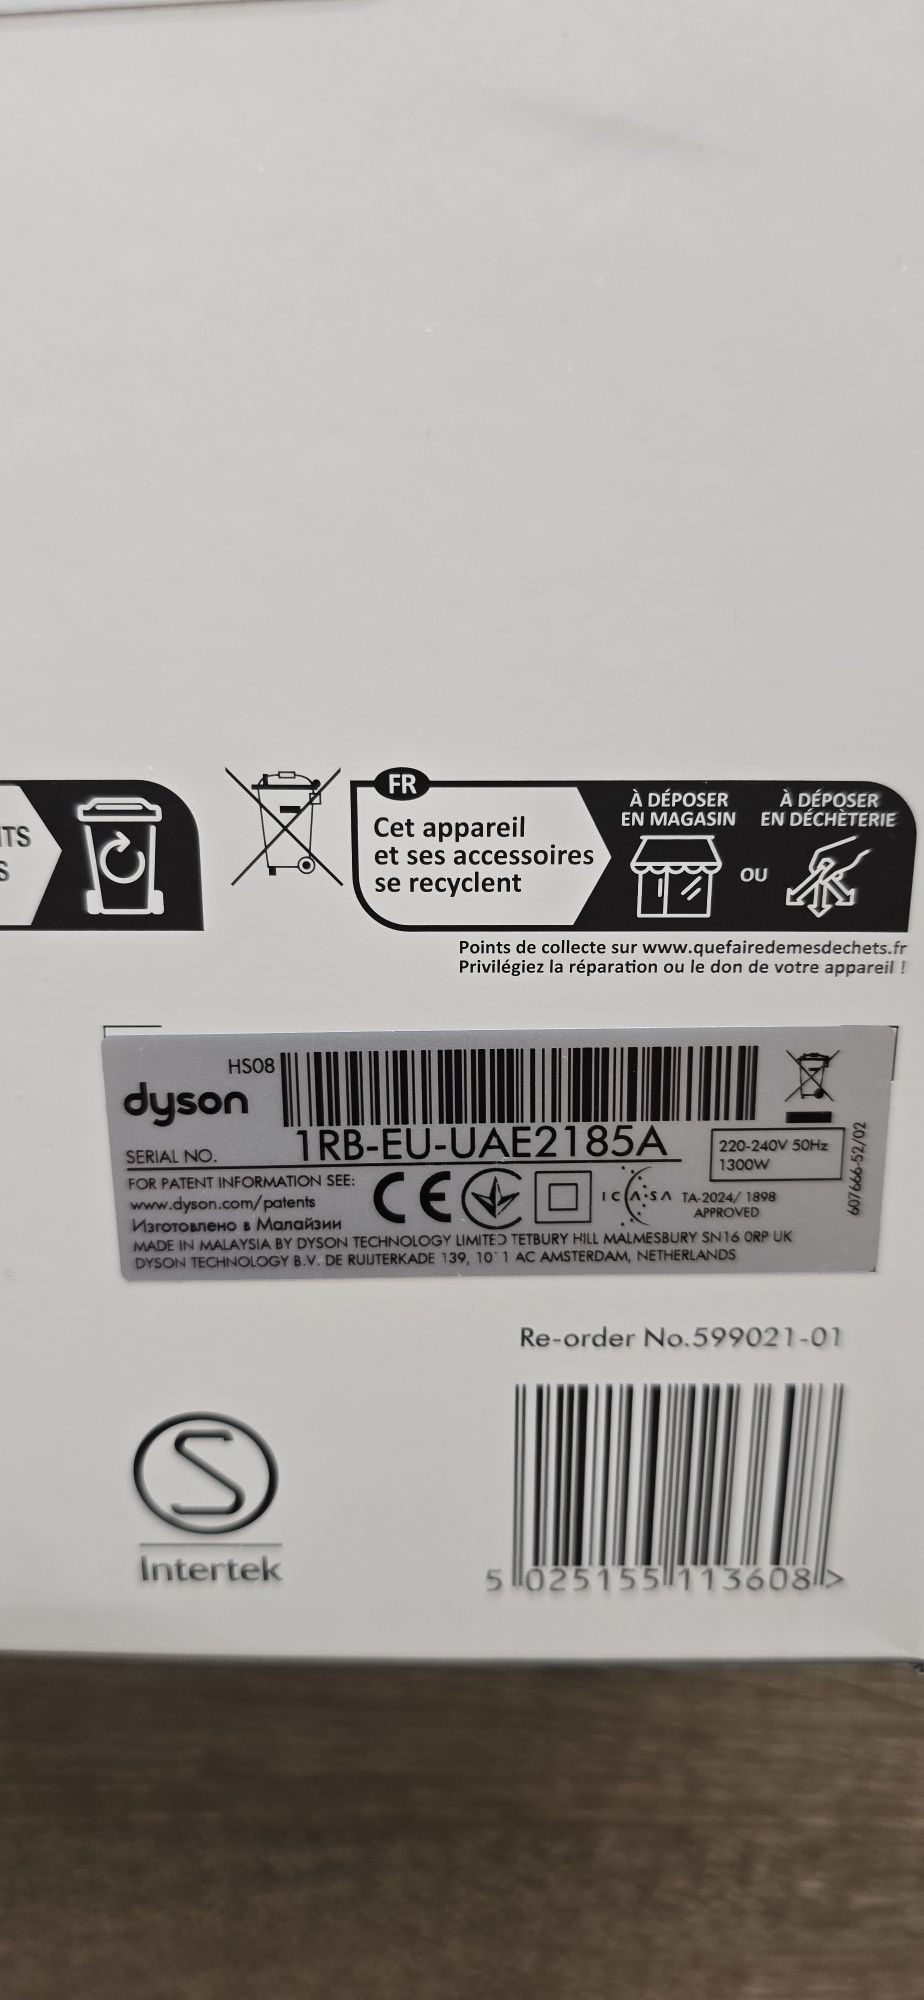 FR
À DÉPOSER
EN MAGASIN
À DÉPOSER
EN DÉCHÈTERIE
Cet appareil
et ses accessoires
se recyclent
OU
Points de collecte sur www.quefairedemesdechets.fr
Privilégiez la réparation ou le don de votre appareil !
HS08
dyson
SERIAL NO.
1RB-EU-UAE2185A
220-240V 50Hz
1300W
607666-52/02
FOR PATENT INFORMATION SEE:
www.dyson.com/patents
Изготовлено в Малайзии
CE
ICASA TA-2024/ 1898
APPROVED
MADE IN MALAYSIA BY DYSON TECHNOLOGY LIMITED TETBURY HILL MALMESBURY SN16 0RP UK
DYSON TECHNOLOGY B.V. DE RUIJTERKADE 139, 1011 AC AMSTERDAM, NETHERLANDS
Re-order No.599021-01
S
Intertek
5 025155 113608 >